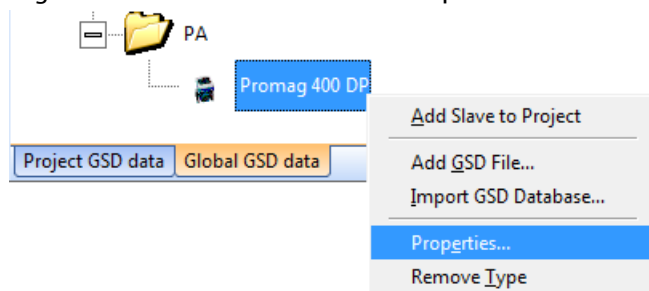 PA
Promag 400 DP
Add Slave to Project
Project GSD data Global GSD data
Add GSD File...
Import GSD Database...
Properties...
Remove Type